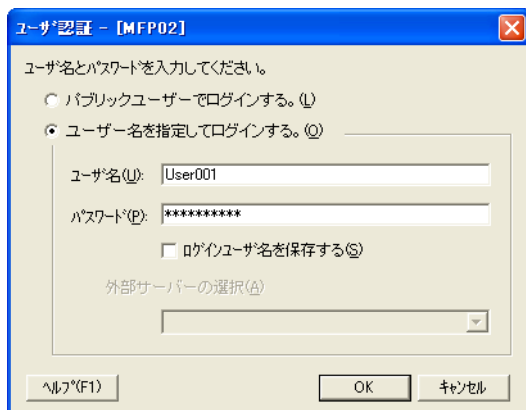 ﾕｰｻﾞ認証 - [MFP02]
ﾕｰｻﾞ名とﾊﾟｽﾜｰﾄﾞを入力してください。
パブリックユーザーでログインする。(L)
ユーザー名を指定してログインする。(O)
ﾕｰｻﾞ名(U): User001
ﾊﾟｽﾜｰﾄﾞ(P): **********
ﾛｸﾞｲﾝﾕｰｻﾞ名を保存する(S)
外部サーバーの選択(A)
ﾍﾙﾌﾟ(F1) OK ｷｬﾝｾﾙ